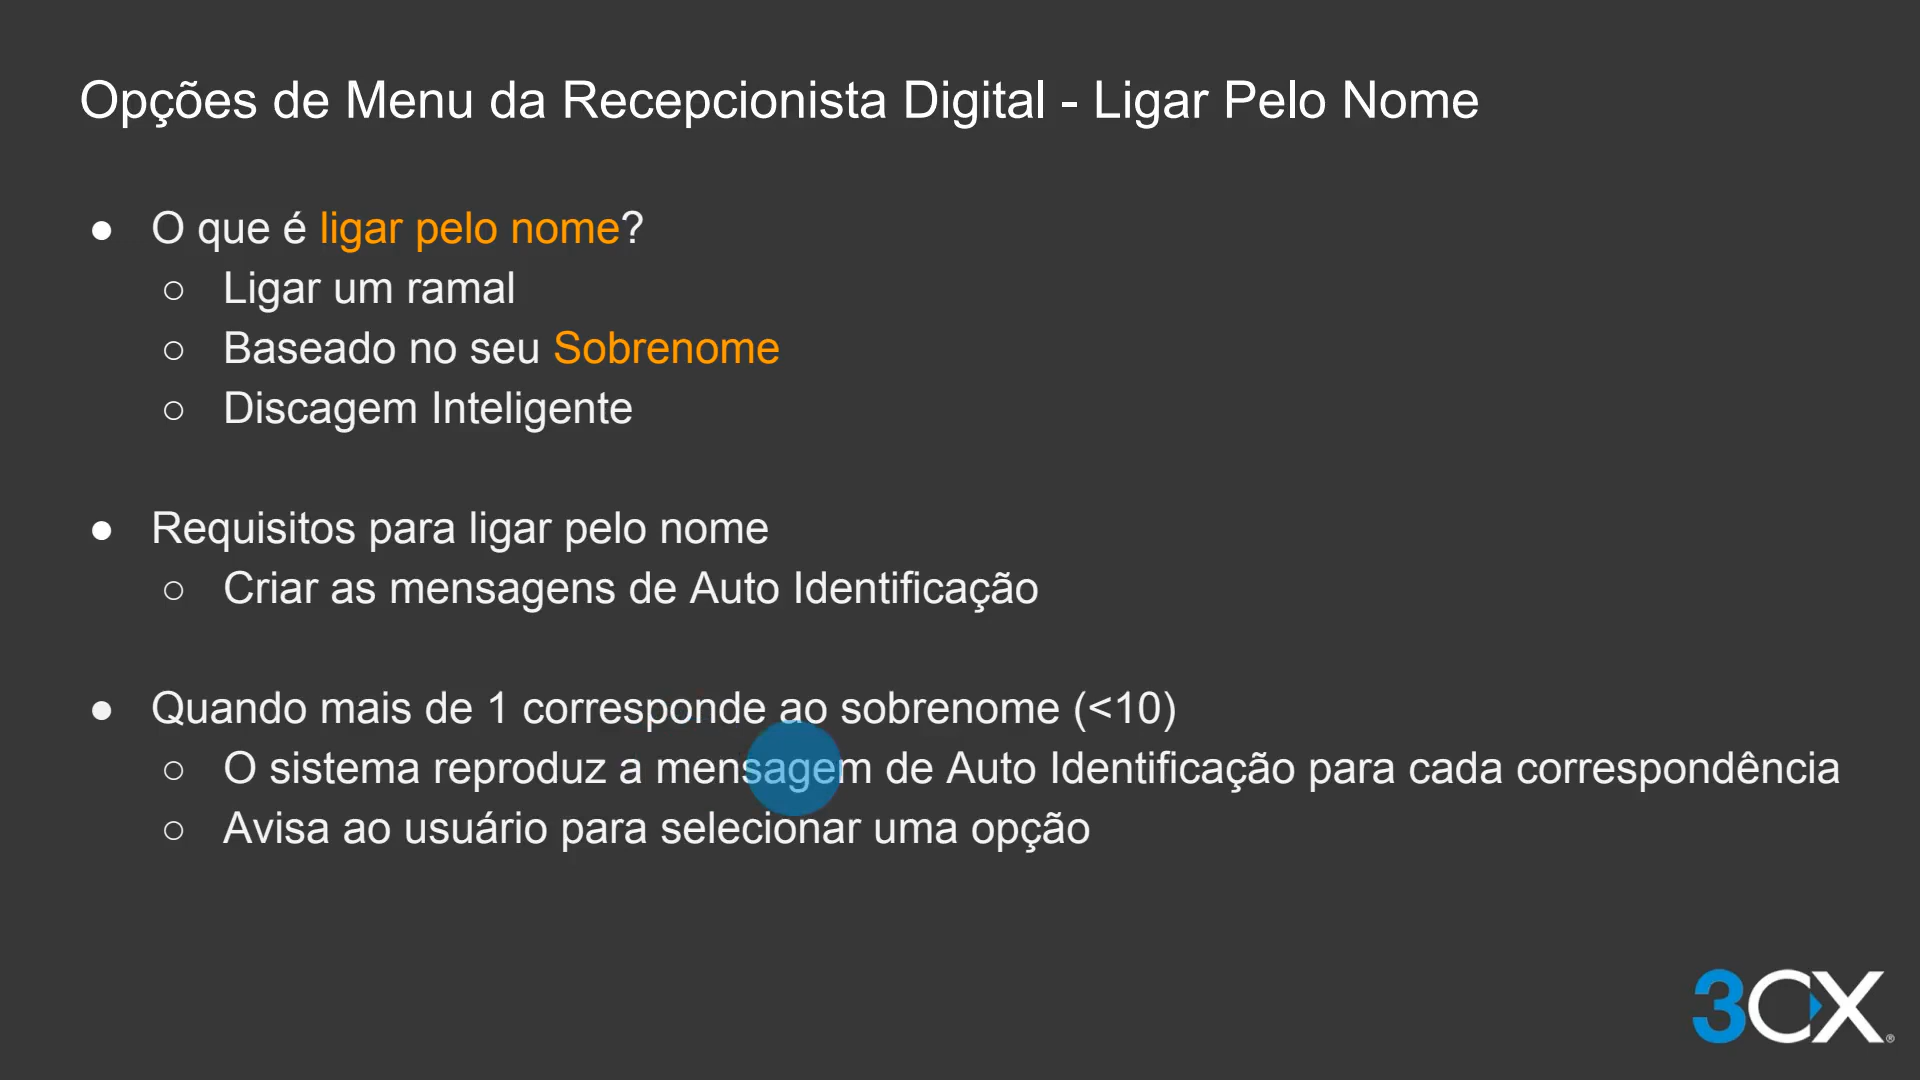 Opções de Menu da Recepcionista Digital - Ligar Pelo Nome
● O que é ligar pelo nome?
○ Ligar um ramal
○ Baseado no seu Sobrenome
○ Discagem Inteligente
● Requisitos para ligar pelo nome
○ Criar as mensagens de Auto Identificação
● Quando mais de 1 corresponde ao sobrenome (<10)
○ O sistema reproduz a mensagem de Auto Identificação para cada correspondência
○ Avisa ao usuário para selecionar uma opção
3CX®